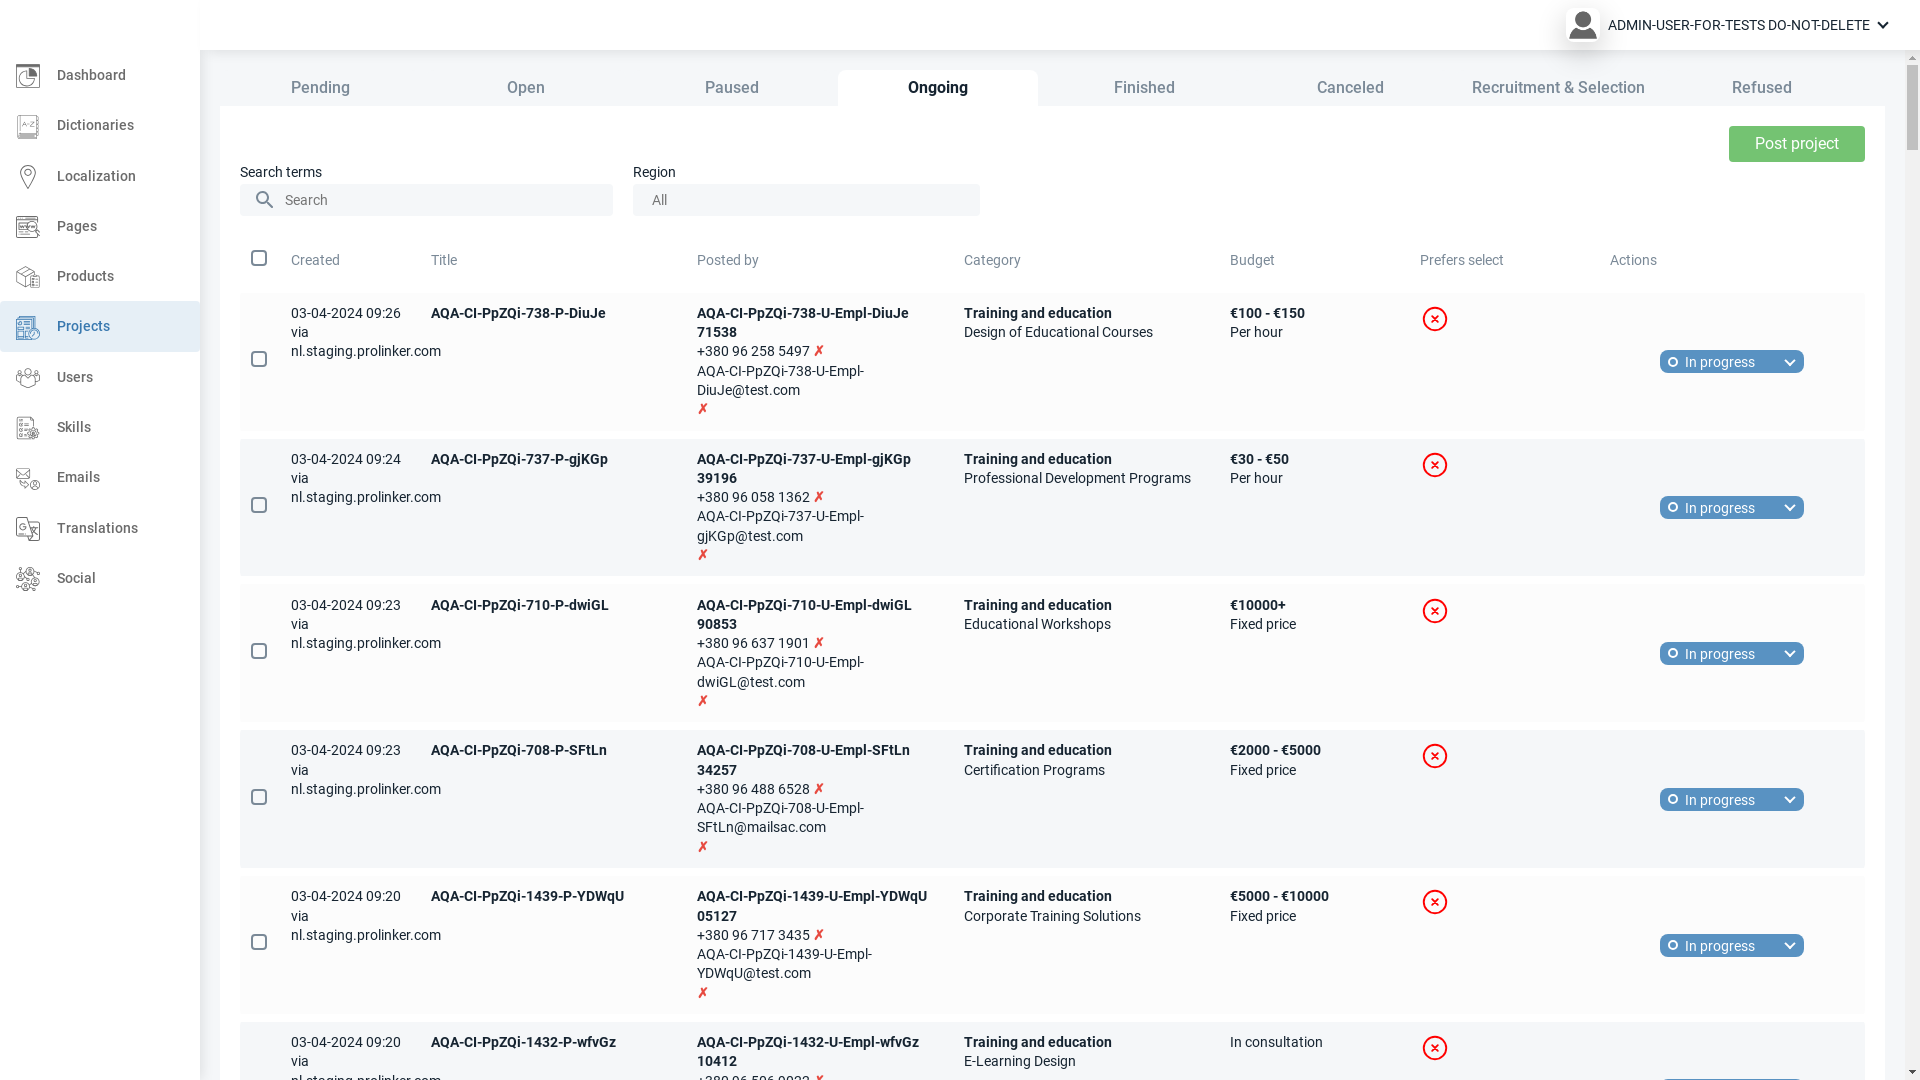 ADMIN-USER-FOR-TESTS DO-NOT-DELETE
Dashboard
Dictionaries
Localization
Pages
Products
Projects
Users
Skills
Emails
Translations
Social
Pending
Open
Paused
Ongoing
Finished
Canceled
Recruitment & Selection
Refused
Post project
Search terms
Region
Search
All
Created
Title
Posted by
Category
Budget
Prefers select
Actions
03-04-2024 09:26
via
nl.staging.prolinker.com
AQA-CI-PpZQi-738-P-DiuJe
AQA-CI-PpZQi-738-U-Empl-DiuJe
71538
+380 96 258 5497 ✗
AQA-CI-PpZQi-738-U-Empl-
DiuJe@test.com
✗
Training and education
Design of Educational Courses
€100 - €150
Per hour
In progress
03-04-2024 09:24
via
nl.staging.prolinker.com
AQA-CI-PpZQi-737-P-gjKGp
AQA-CI-PpZQi-737-U-Empl-gjKGp
39196
+380 96 058 1362 ✗
AQA-CI-PpZQi-737-U-Empl-
gjKGp@test.com
✗
Training and education
Professional Development Programs
€30 - €50
Per hour
In progress
03-04-2024 09:23
via
nl.staging.prolinker.com
AQA-CI-PpZQi-710-P-dwiGL
AQA-CI-PpZQi-710-U-Empl-dwiGL
90853
+380 96 637 1901 ✗
AQA-CI-PpZQi-710-U-Empl-
dwiGL@test.com
✗
Training and education
Educational Workshops
€10000+
Fixed price
In progress
03-04-2024 09:23
via
nl.staging.prolinker.com
AQA-CI-PpZQi-708-P-SFtLn
AQA-CI-PpZQi-708-U-Empl-SFtLn
34257
+380 96 488 6528 ✗
AQA-CI-PpZQi-708-U-Empl-
SFtLn@mailsac.com
✗
Training and education
Certification Programs
€2000 - €5000
Fixed price
In progress
03-04-2024 09:20
via
nl.staging.prolinker.com
AQA-CI-PpZQi-1439-P-YDWqU
AQA-CI-PpZQi-1439-U-Empl-YDWqU
05127
+380 96 717 3435 ✗
AQA-CI-PpZQi-1439-U-Empl-
YDWqU@test.com
✗
Training and education
Corporate Training Solutions
€5000 - €10000
Fixed price
In progress
03-04-2024 09:20
via
AQA-CI-PpZQi-1432-P-wfvGz
AQA-CI-PpZQi-1432-U-Empl-wfvGz
10412
Training and education
E-Learning Design
In consultation